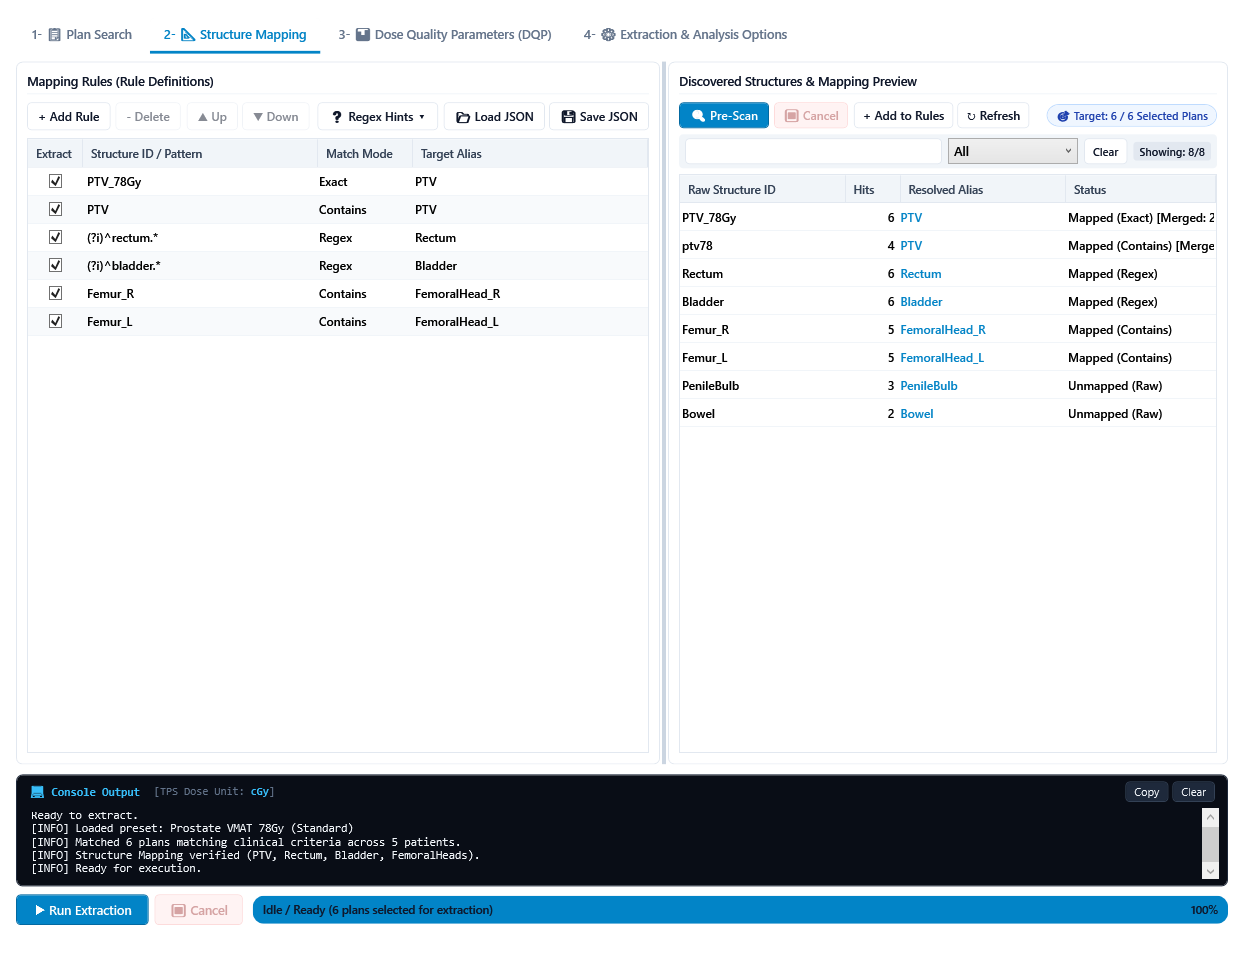 1- Plan Search 2- Structure Mapping 3- Dose Quality Parameters (DQP) 4- Extraction & Analysis Options
Mapping Rules (Rule Definitions)
+ Add Rule - Delete ▲ Up ▼ Down ? Regex Hints ▾ Load JSON Save JSON
Extract Structure ID / Pattern Match Mode Target Alias
PTV_78Gy Exact PTV
PTV Contains PTV
(?i)^rectum.* Regex Rectum
(?i)^bladder.* Regex Bladder
Femur_R Contains FemoralHead_R
Femur_L Contains FemoralHead_L
Discovered Structures & Mapping Preview
Pre-Scan Cancel + Add to Rules ↻ Refresh Target: 6 / 6 Selected Plans
All Clear Showing: 8/8
Raw Structure ID Hits Resolved Alias Status
PTV_78Gy 6 PTV Mapped (Exact) [Merged: 2
ptv78 4 PTV Mapped (Contains) [Merge
Rectum 6 Rectum Mapped (Regex)
Bladder 6 Bladder Mapped (Regex)
Femur_R 5 FemoralHead_R Mapped (Contains)
Femur_L 5 FemoralHead_L Mapped (Contains)
PenileBulb 3 PenileBulb Unmapped (Raw)
Bowel 2 Bowel Unmapped (Raw)
Console Output [TPS Dose Unit: cGy] Copy Clear
Ready to extract.
[INFO] Loaded preset: Prostate VMAT 78Gy (Standard)
[INFO] Matched 6 plans matching clinical criteria across 5 patients.
[INFO] Structure Mapping verified (PTV, Rectum, Bladder, FemoralHeads).
[INFO] Ready for execution.
▶ Run Extraction Cancel Idle / Ready (6 plans selected for extraction) 100%